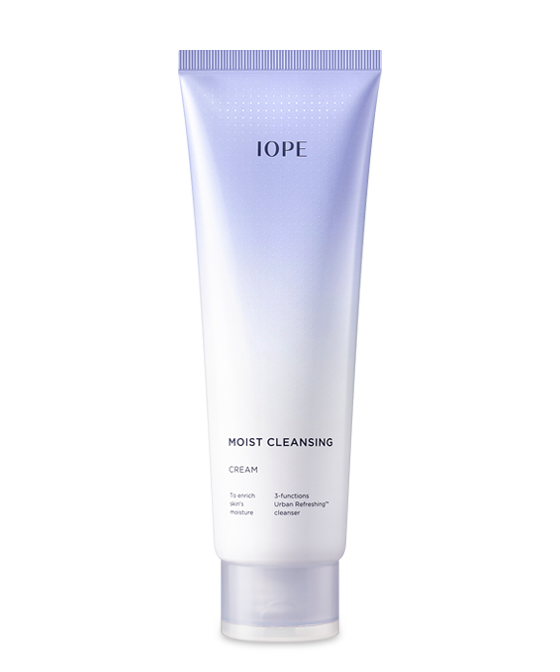 IOPE
MOIST CLEANSING
CREAM
To enrich
skin's
moisture
3-functions
Urban Refreshing™
cleanser